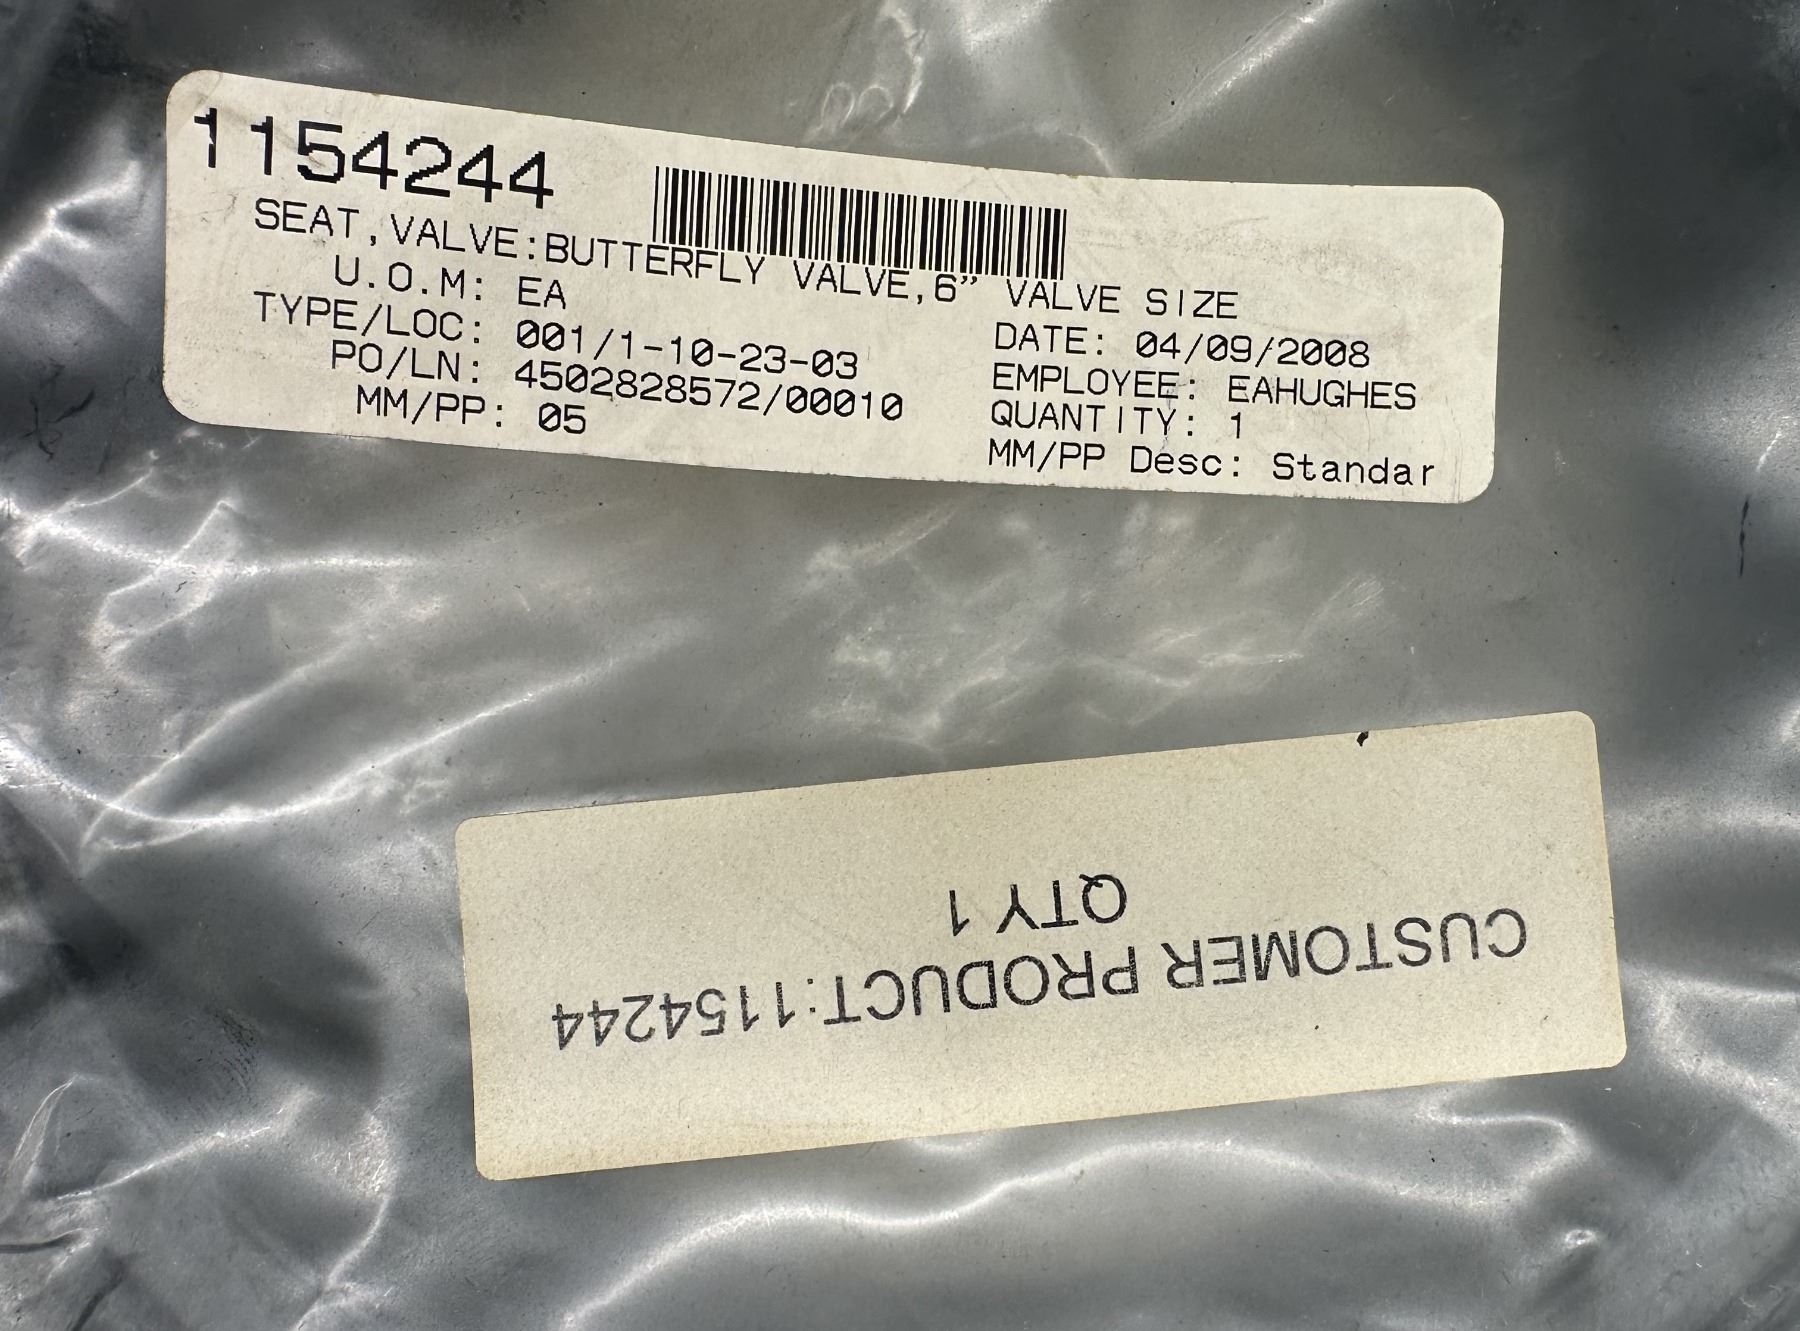 1154244
SEAT,VALVE:BUTTERFLY VALVE,6” VALVE SIZE
U.O.M: EA
TYPE/LOC: 001/1-10-23-03
PO/LN: 4502828572/00010
MM/PP: 05
DATE: 04/09/2008
EMPLOYEE: EAHUGHES
QUANTITY: 1
MM/PP Desc: Standar
CUSTOMER PRODUCT:1154244
QTY 1